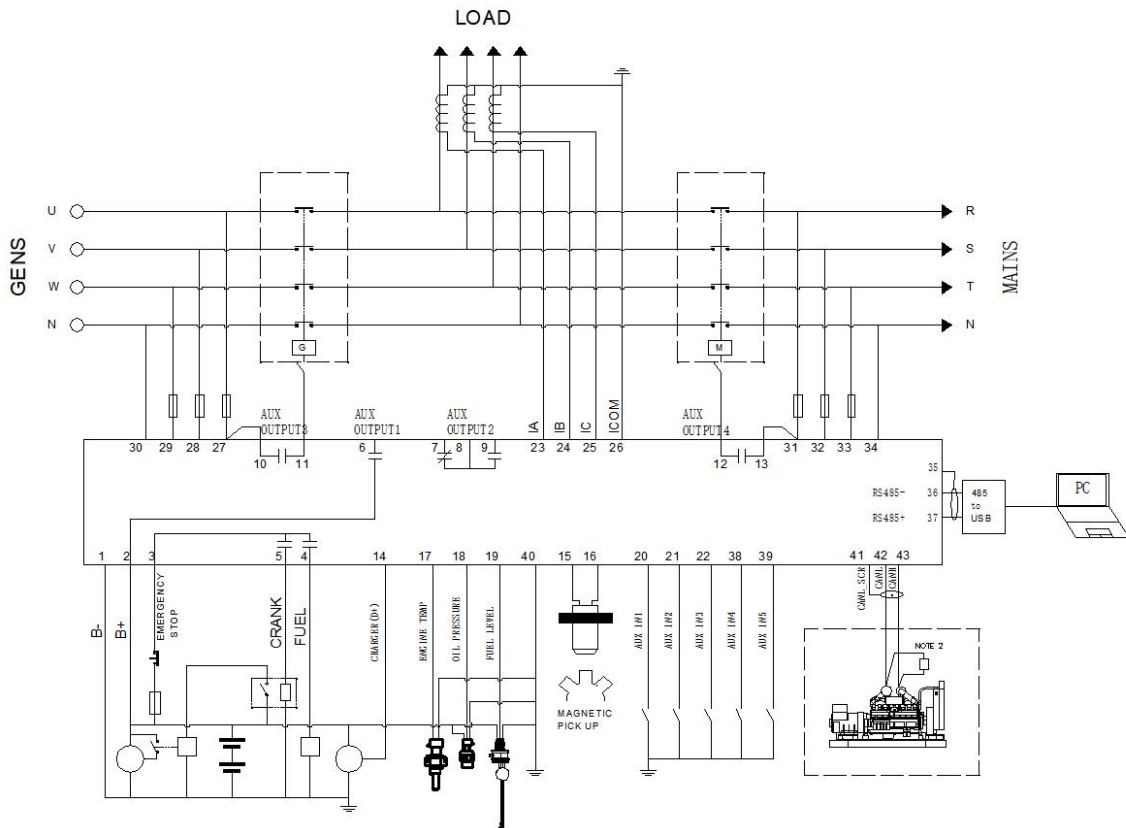 LOAD
GENS
U
V
W
N
R
S
T
N
MAINS
G
M
AUX
OUTPUT3
AUX
OUTPUT1
AUX
OUTPUT2
IA
IB
IC
ICOM
AUX
OUTPUT4
30
29
28
27
10
11
6
7
8
9
23
24
25
26
12
13
31
32
33
34
35
RS485-
36
RS485+
37
485
to
USB
PC
1
2
3
5
4
14
17
18
19
40
15
16
20
21
22
38
39
41
42
43
B-
B+
EMERGENCY
STOP
CRANK
FUEL
CHARGER(D+)
ENGINE TEMP
OIL PRESSURE
FUEL LEVEL
MAGNETIC
PICK UP
AUX IN1
AUX IN2
AUX IN3
AUX IN4
AUX IN5
CANL_SCR
CANL
CANH
NOTE 2